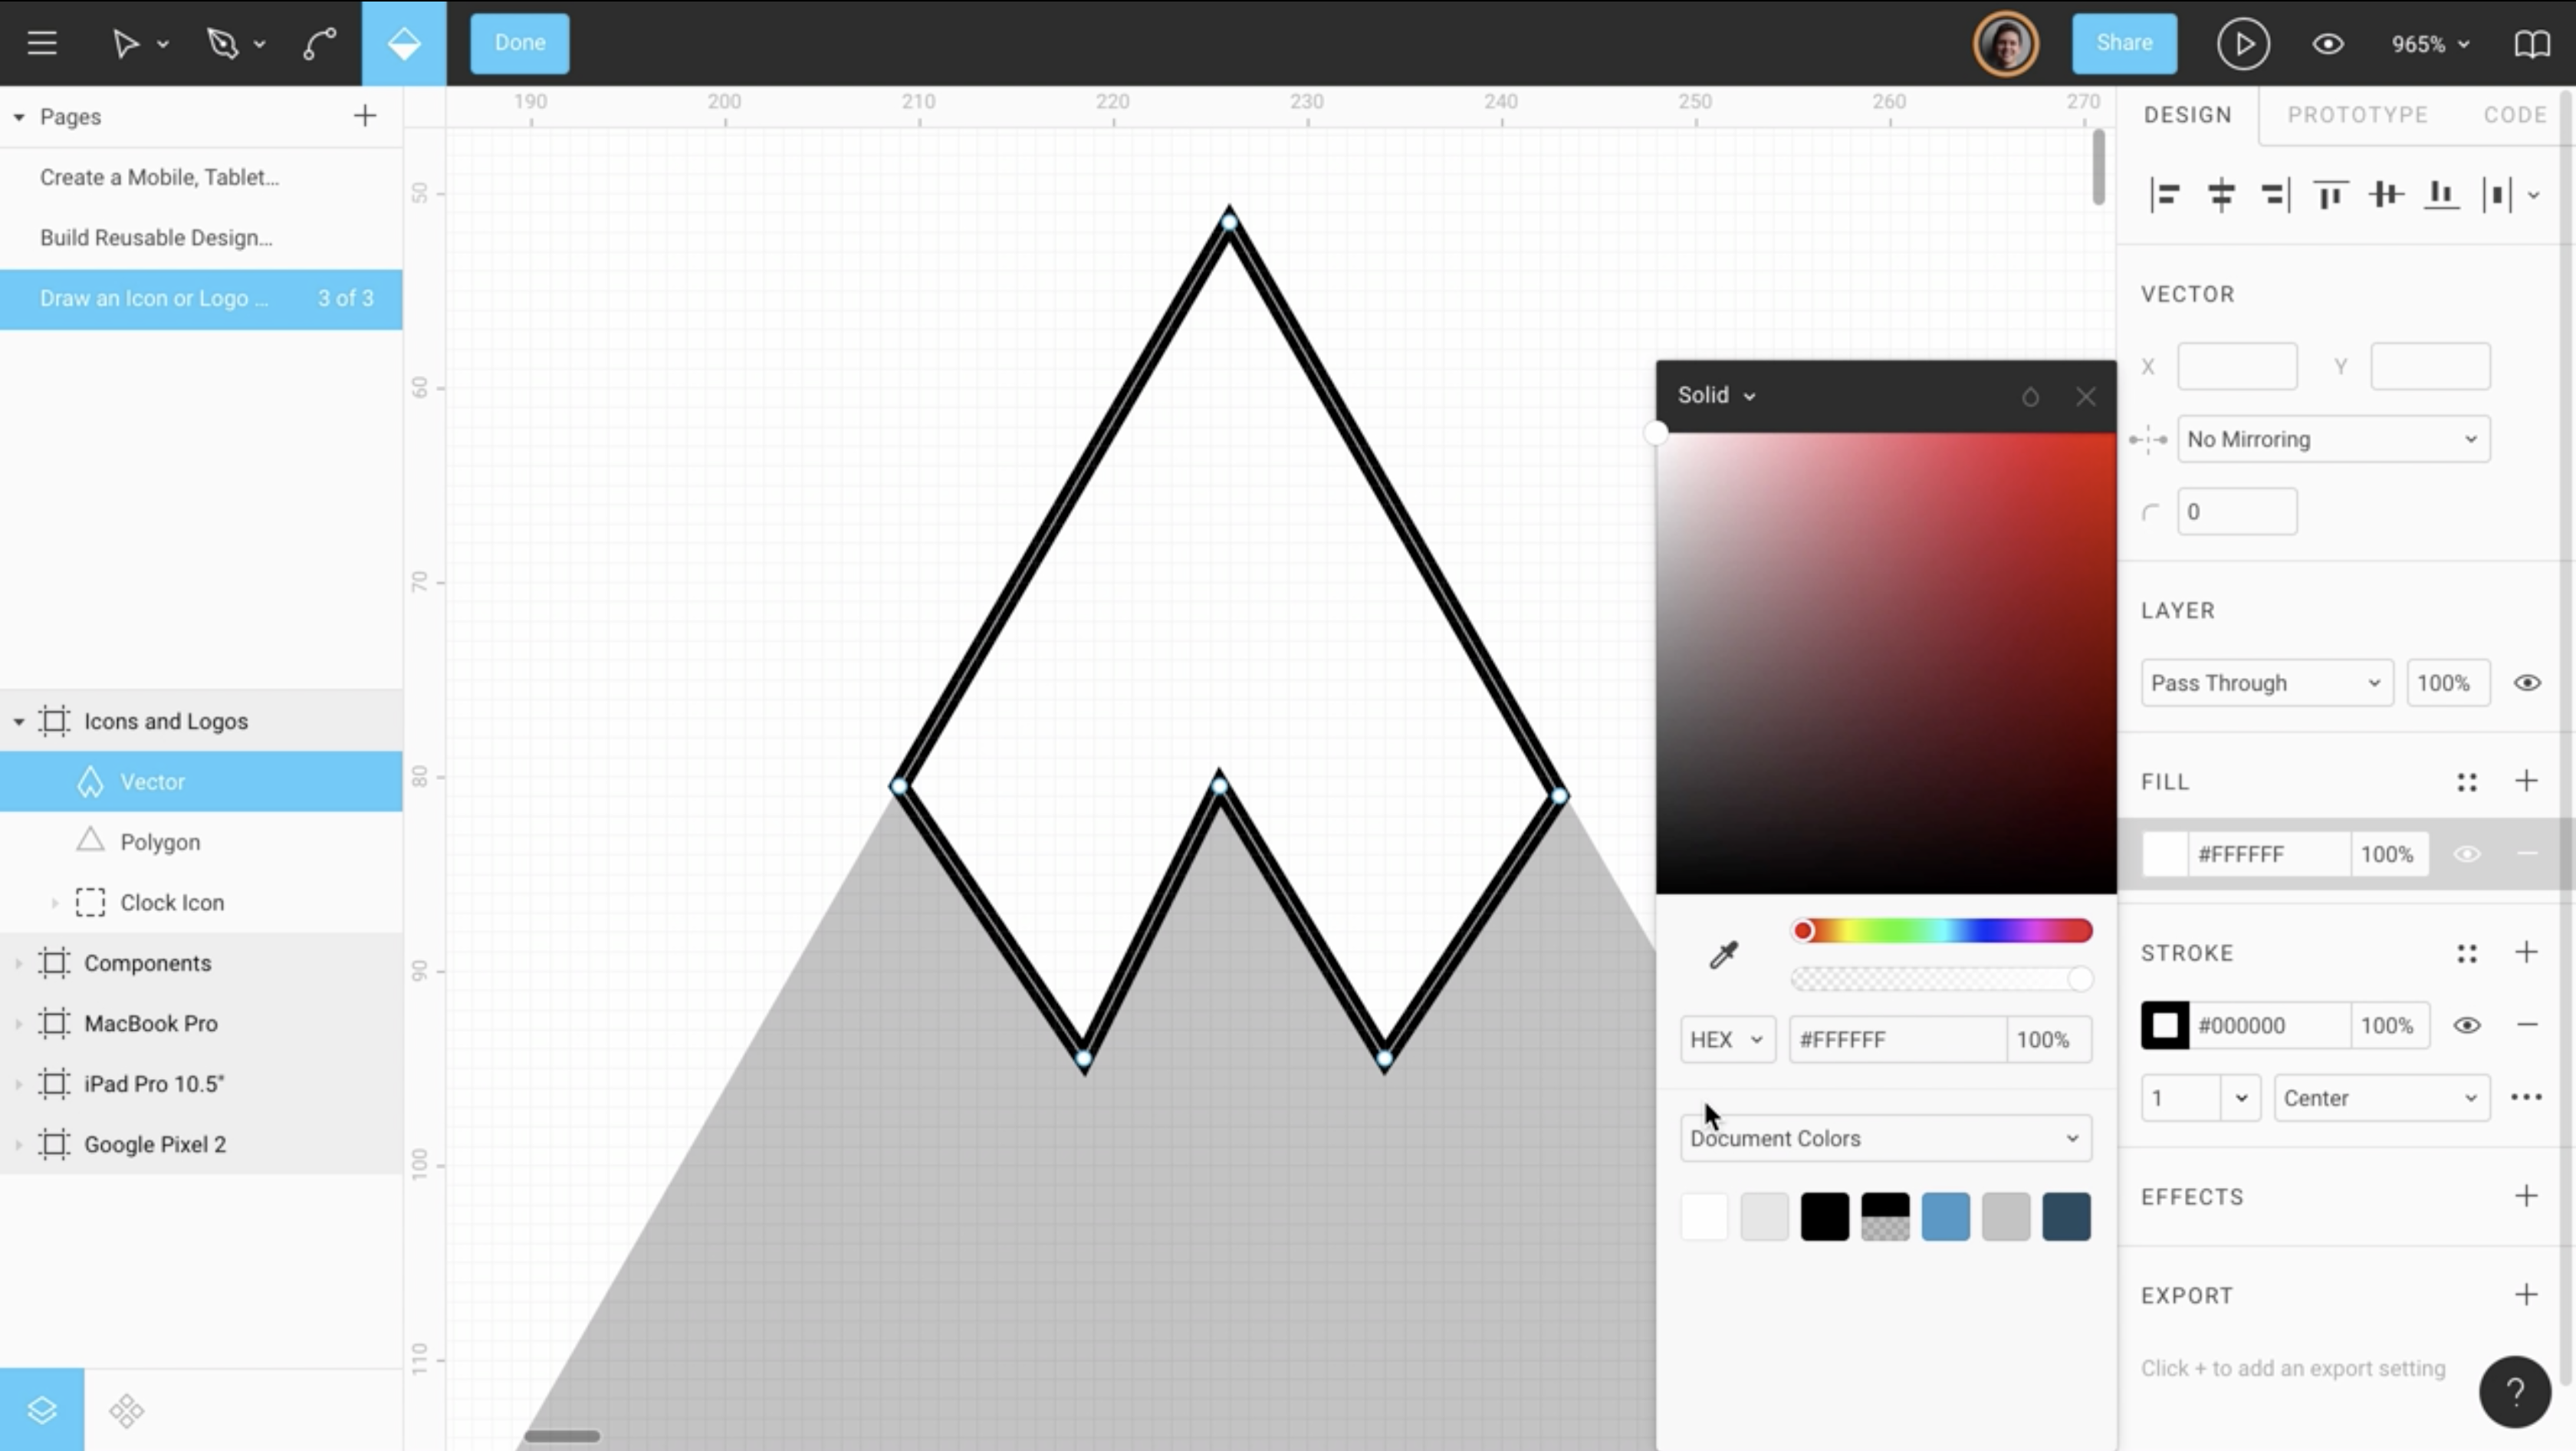 Done
Share
965%
Pages
Create a Mobile, Tablet...
Build Reusable Design...
Draw an Icon or Logo ... 3 of 3
Icons and Logos
Vector
Polygon
Clock Icon
Components
MacBook Pro
iPad Pro 10.5"
Google Pixel 2
190 200 210 220 230 240 250 260 270
50
60
70
80
90
100
110
Solid
HEX #FFFFFF 100%
Document Colors
DESIGN PROTOTYPE CODE
VECTOR
X Y
No Mirroring
0
LAYER
Pass Through 100%
FILL
#FFFFFF 100%
STROKE
#000000 100%
1 Center
EFFECTS
EXPORT
Click + to add an export setting
?